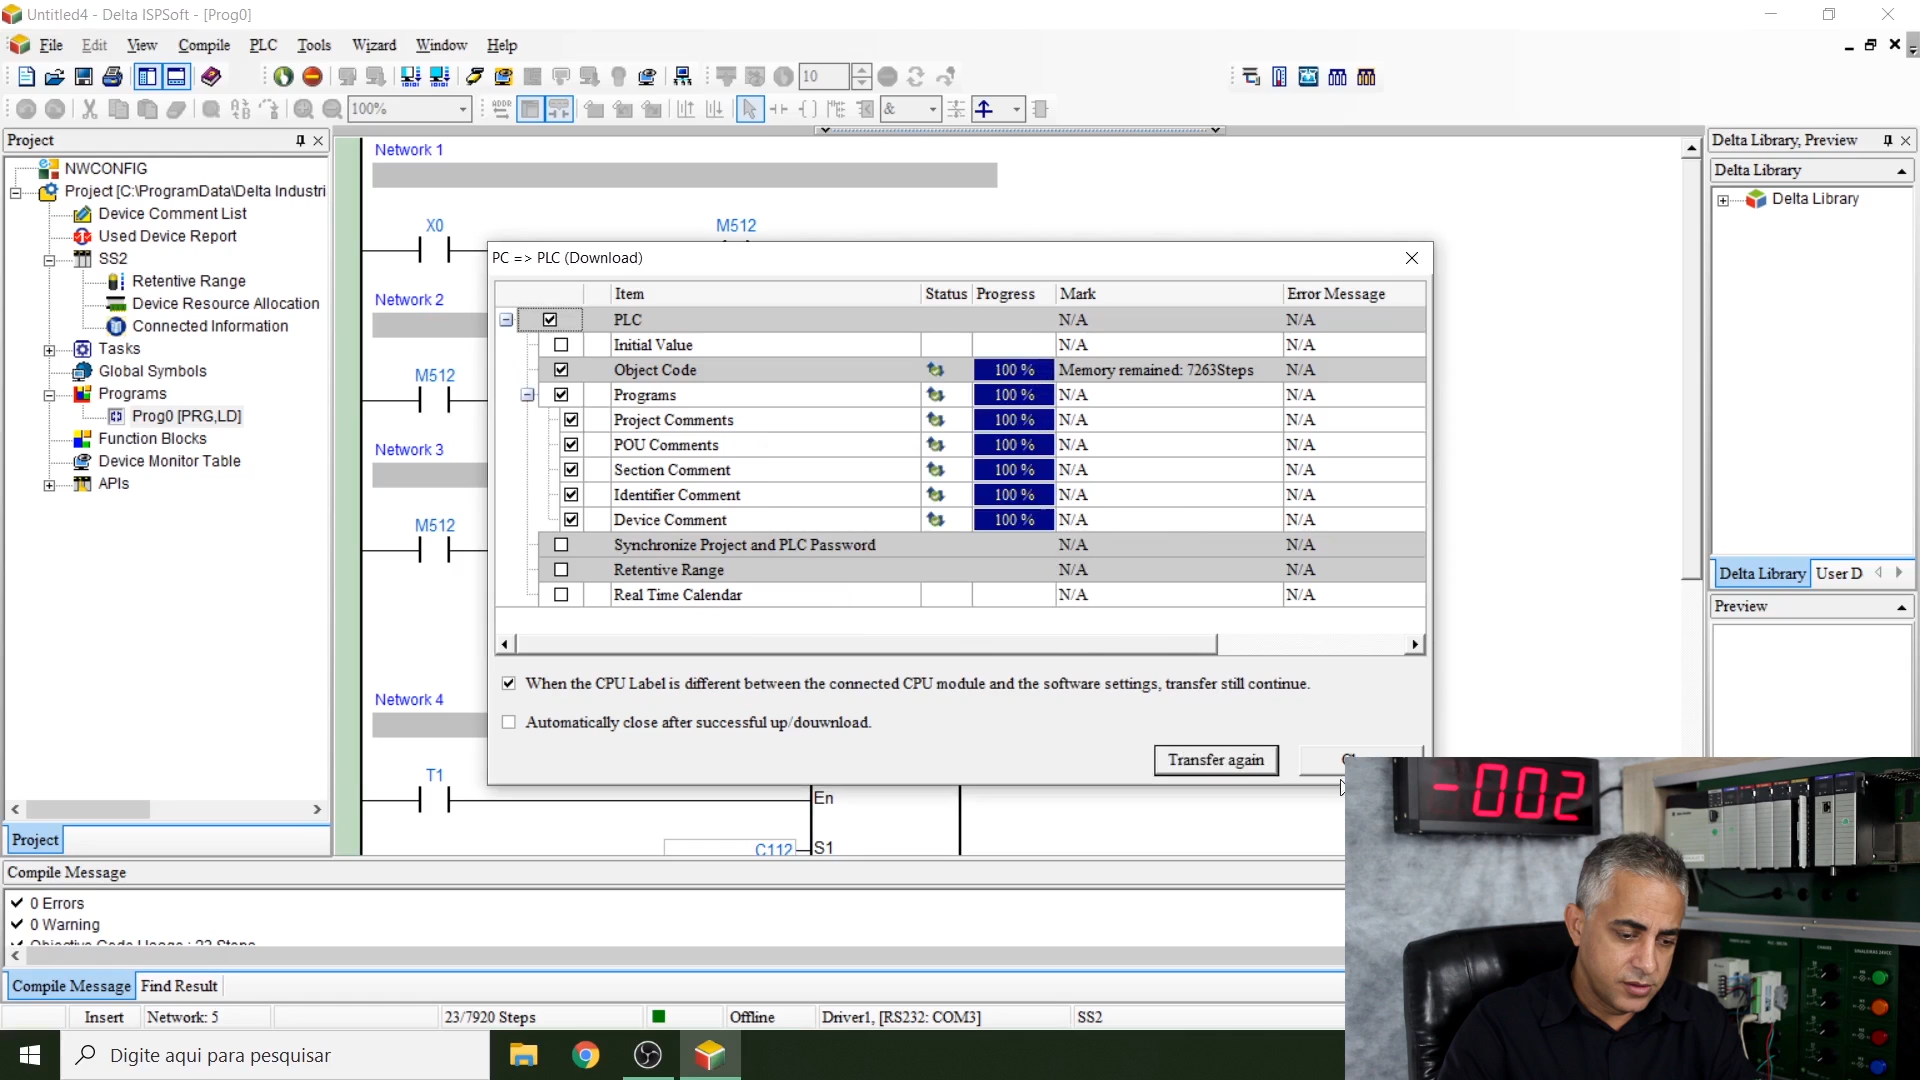 Untitled4 - Delta ISPSoft - [Prog0]
File Edit View Compile PLC Tools Wizard Window Help
10
100%
ADDR
&
Project
NWCONFIG
Project [C:\ProgramData\Delta Industri
Device Comment List
Used Device Report
SS2
Retentive Range
Device Resource Allocation
Connected Information
Tasks
Global Symbols
Programs
Prog0 [PRG,LD]
Function Blocks
Device Monitor Table
APIs
Project
Network 1
X0 M512
Network 2
M512
Network 3
M512
Network 4
T1
En
C112 S1
PC => PLC (Download)
Item Status Progress Mark Error Message
PLC N/A N/A
Initial Value N/A N/A
Object Code 100 % Memory remained: 7263Steps N/A
Programs 100 % N/A N/A
Project Comments 100 % N/A N/A
POU Comments 100 % N/A N/A
Section Comment 100 % N/A N/A
Identifier Comment 100 % N/A N/A
Device Comment 100 % N/A N/A
Synchronize Project and PLC Password N/A N/A
Retentive Range N/A N/A
Real Time Calendar N/A N/A
When the CPU Label is different between the connected CPU module and the software settings, transfer still continue.
Automatically close after successful up/douwnload.
Transfer again
Delta Library, Preview
Delta Library
Delta Library
Delta Library User D
Preview
-002
Compile Message
0 Errors
0 Warning
Compile Message Find Result
Insert Network: 5 23/7920 Steps Offline Driver1, [RS232: COM3] SS2
Digite aqui para pesquisar